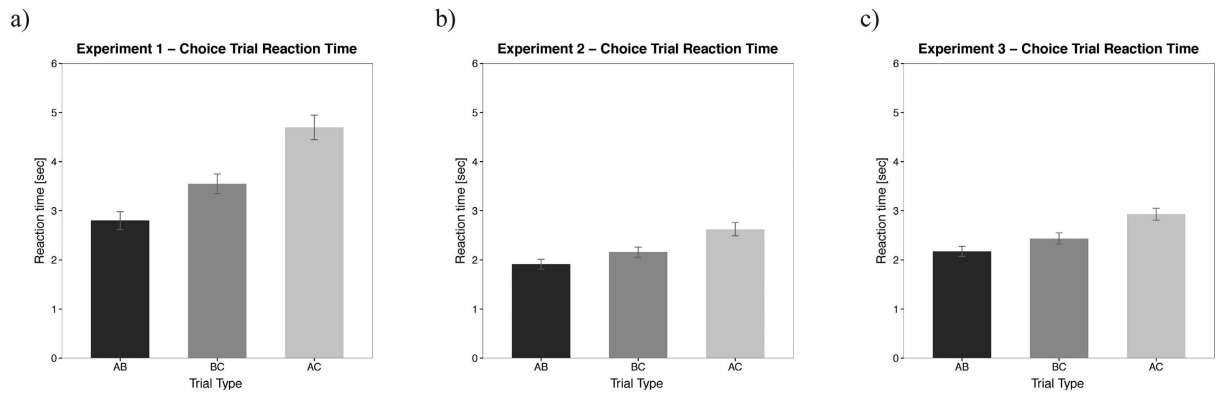 a)
Experiment 1 – Choice Trial Reaction Time
Reaction time [sec]
6
5
4
3
2
1
0
AB BC AC
Trial Type
b)
Experiment 2 – Choice Trial Reaction Time
Reaction time [sec]
6
5
4
3
2
1
0
AB BC AC
Trial Type
c)
Experiment 3 – Choice Trial Reaction Time
Reaction time [sec]
6
5
4
3
2
1
0
AB BC AC
Trial Type